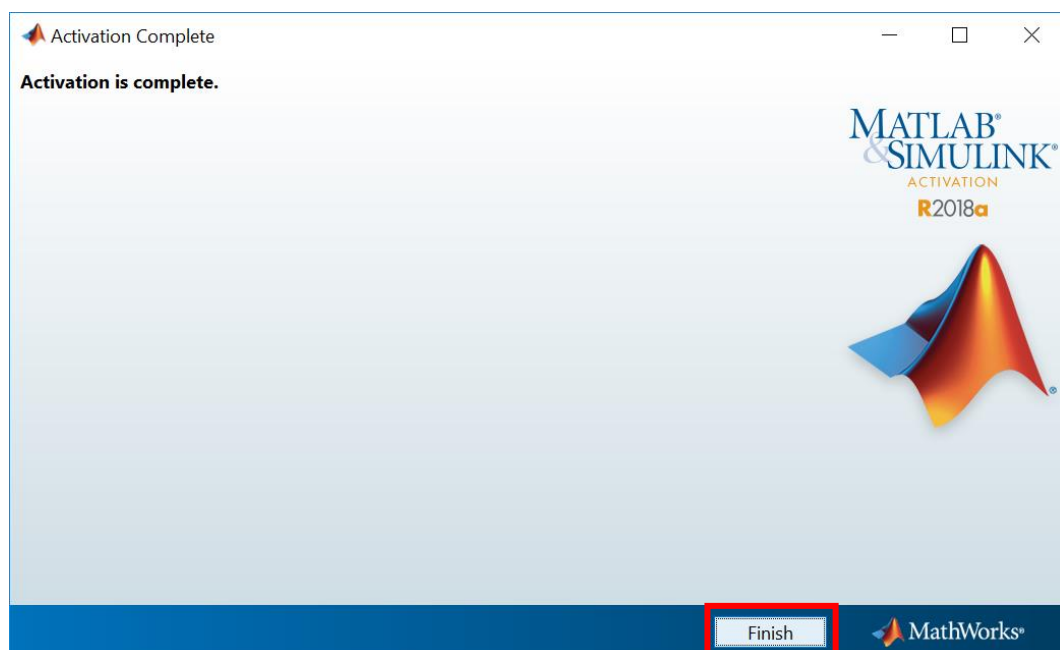 Activation Complete
Activation is complete.
MATLAB®
&SIMULINK®
ACTIVATION
R2018a
®
Finish
MathWorks®